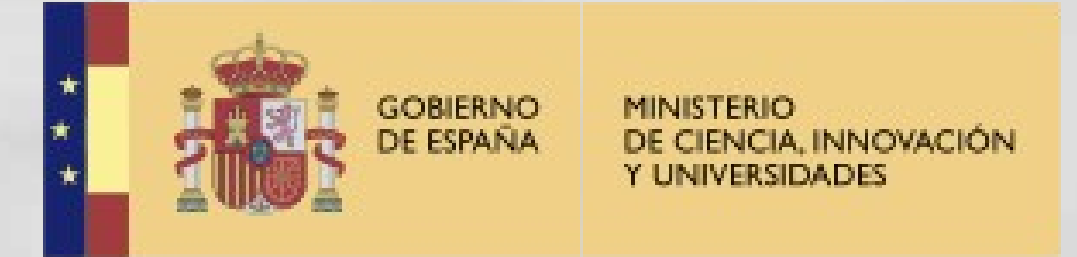 GOBIERNO
DE ESPAÑA
MINISTERIO
DE CIENCIA, INNOVACIÓN
Y UNIVERSIDADES